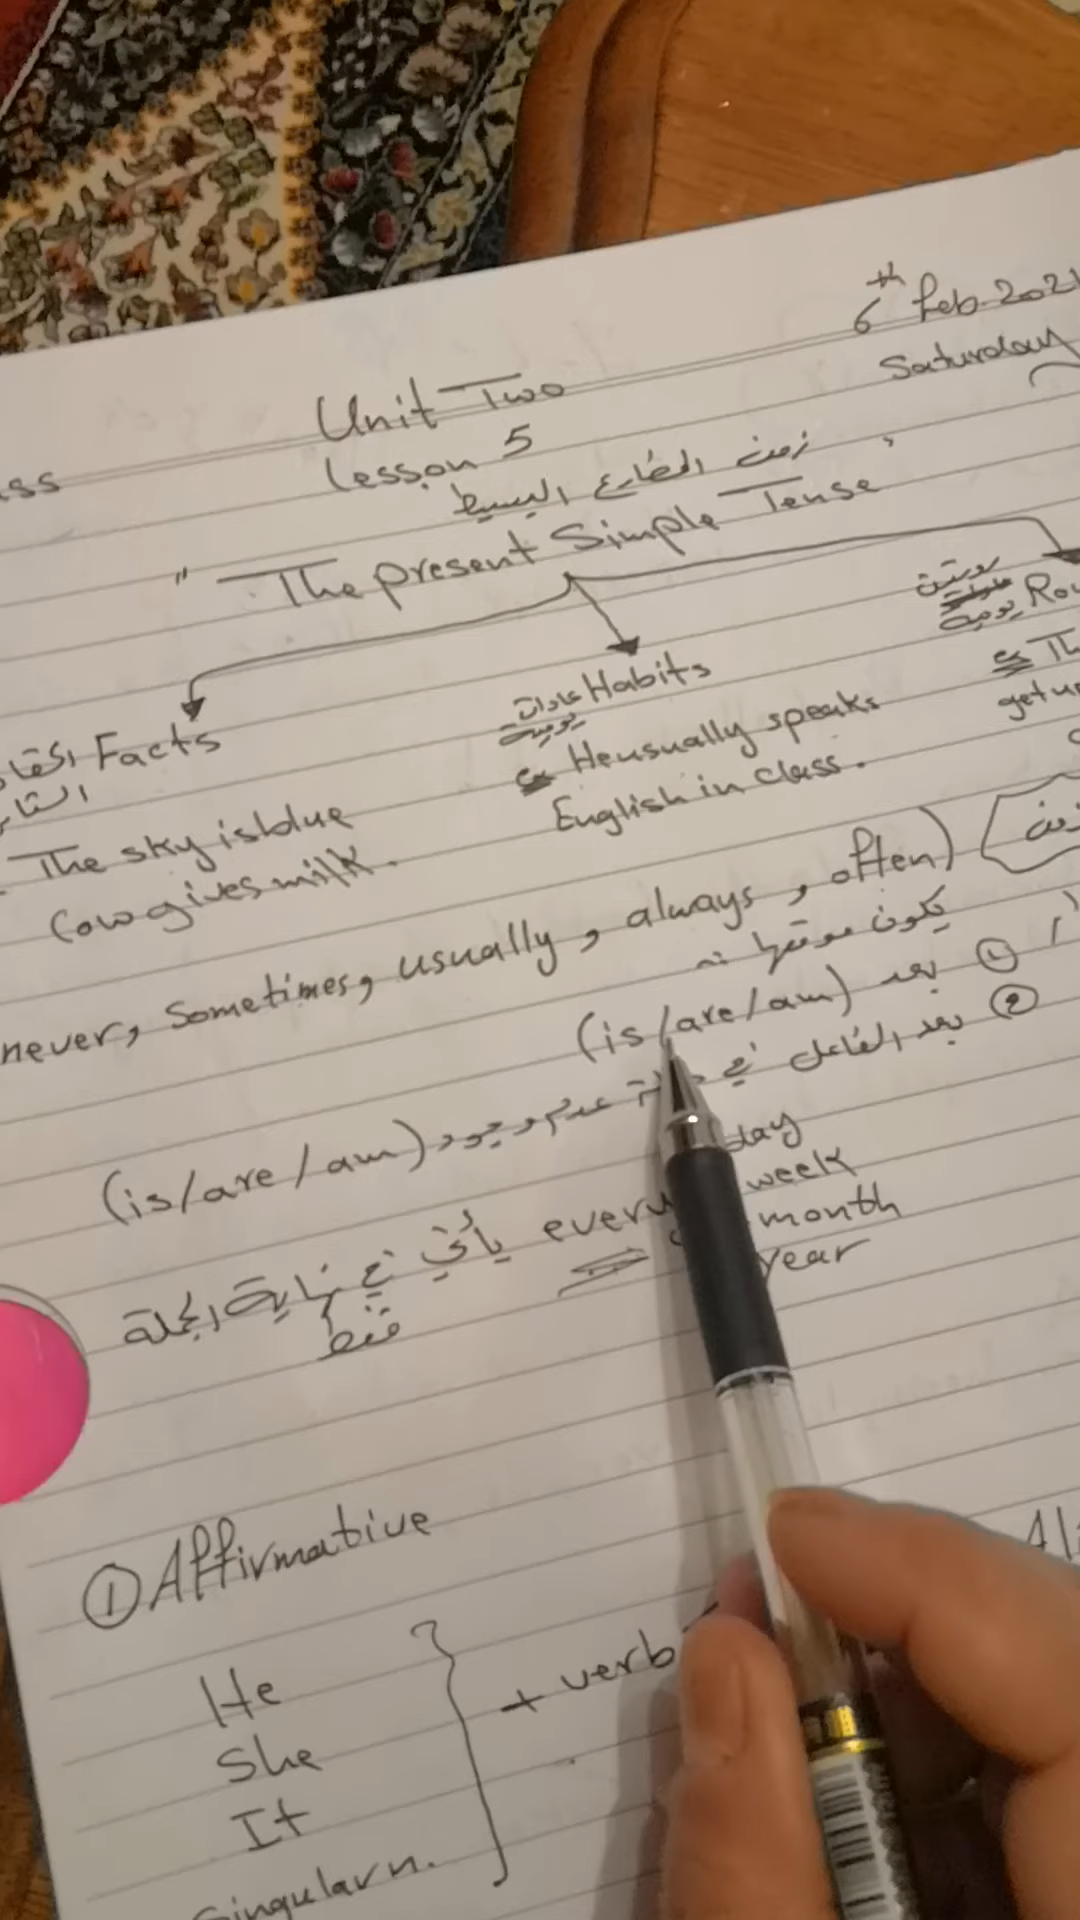 6th Feb. 2021
Saturday
Unit Two
Lesson 5
زمن المضارع البسيط
" The present Simple Tense "
Facts
عادات يومية Habits
روتين يومية
The sky is blue
Cow gives milk.
He usually speaks
English in class.
get up
never, sometimes, usually, always, often)
يكون موقعها
① بعد (is/are/am)
② بعد الفاعل في عدم وجود (is/are/am)
every day
week
month
year
يأتي في نهاية الجملة
فقط
① Affirmative
He
She
It
Singular n.
+ verb